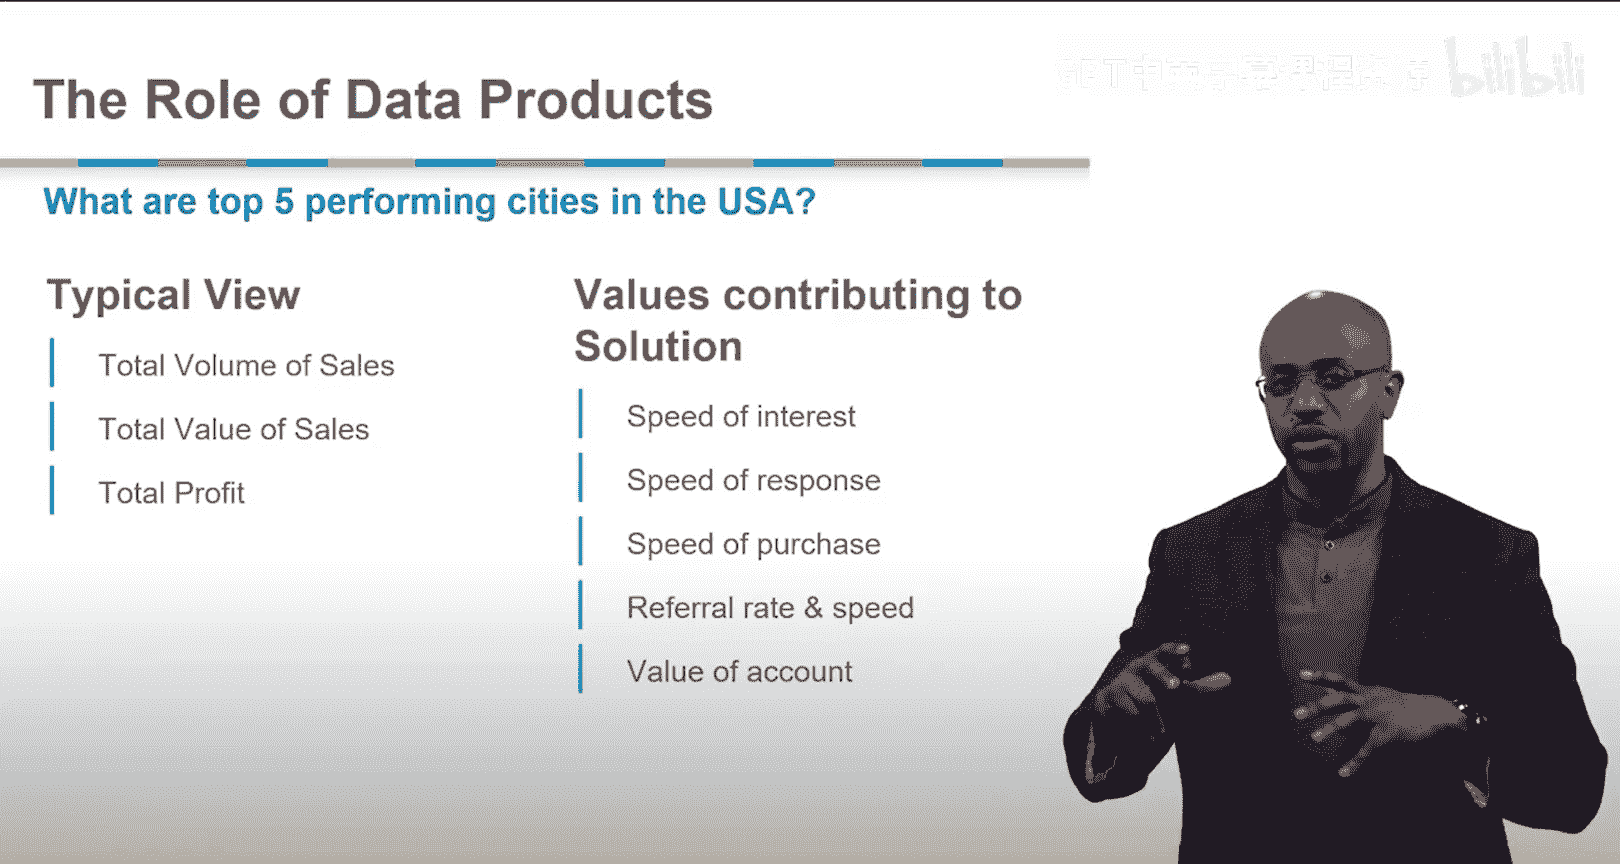 The Role of Data Products
bilibili
What are top 5 performing cities in the USA?
Typical View
Total Volume of Sales
Total Value of Sales
Total Profit
Values contributing to
Solution
Speed of interest
Speed of response
Speed of purchase
Referral rate & speed
Value of account